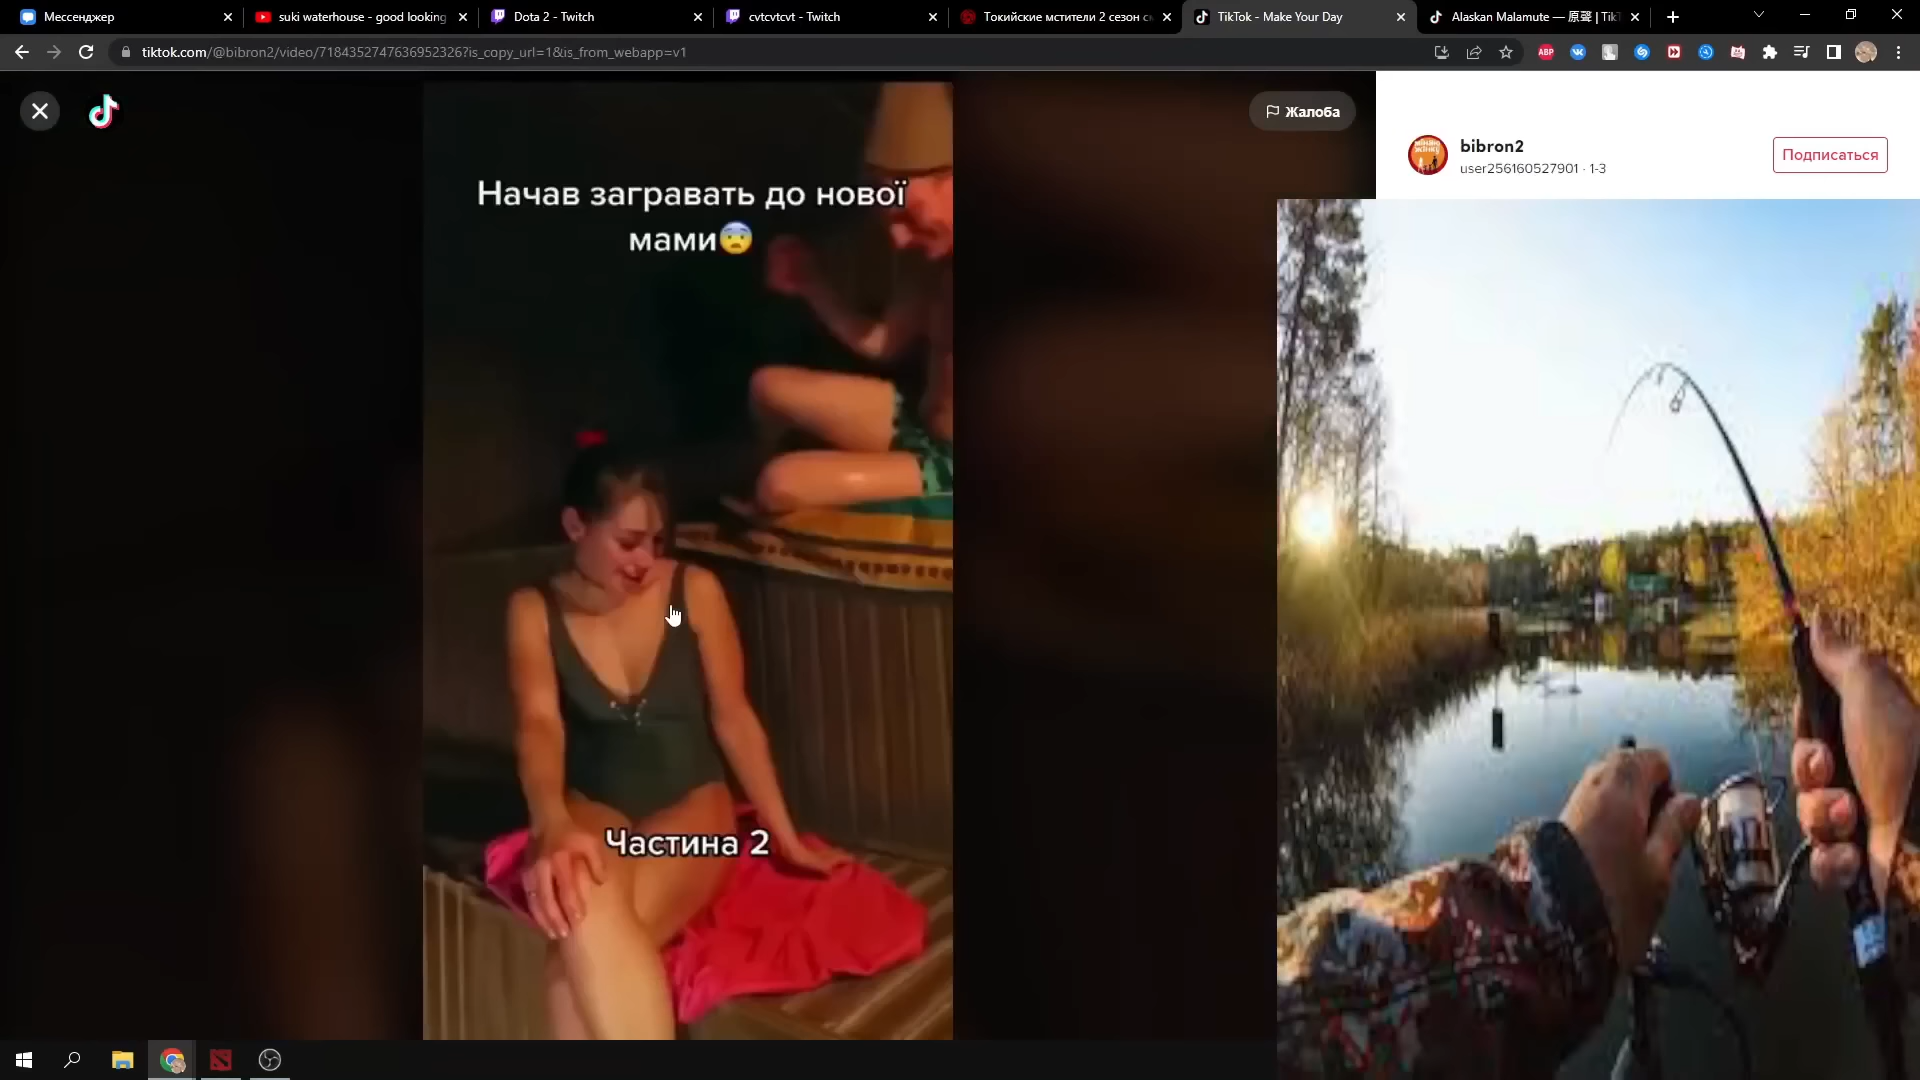 Мессенджер
suki waterhouse - good looking
Dota 2 - Twitch
cvtcvtcvt - Twitch
Токийские мстители 2 сезон
TikTok - Make Your Day
Alaskan Malamute — 原聲 | Tik
tiktok.com/@bibron2/video/7184352747636952326?is_copy_url=1&is_from_webapp=v1
ABP
Жалоба
bibron2
user256160527901 · 1-3
Подписаться
Начав загравать до нової
мами😨
Частина 2